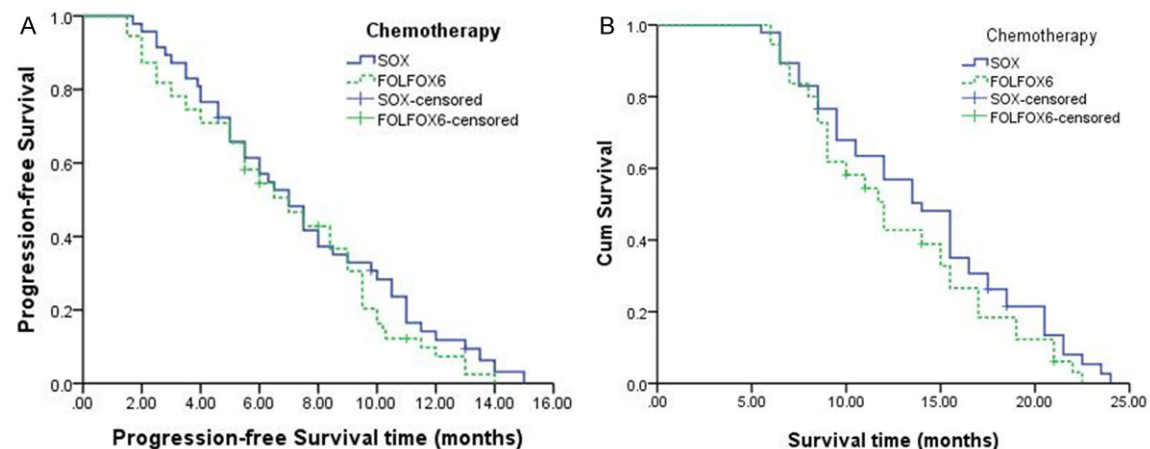 A
Progression-free Survival
1.0
0.8
0.6
0.4
0.2
0.0
Chemotherapy
SOX
FOLFOX6
SOX-censored
FOLFOX6-censored
.00 2.00 4.00 6.00 8.00 10.00 12.00 14.00 16.00
Progression-free Survival time (months)
B
Cum Survival
1.0
0.8
0.6
0.4
0.2
0.0
Chemotherapy
SOX
FOLFOX6
SOX-censored
FOLFOX6-censored
.00 5.00 10.00 15.00 20.00 25.00
Survival time (months)